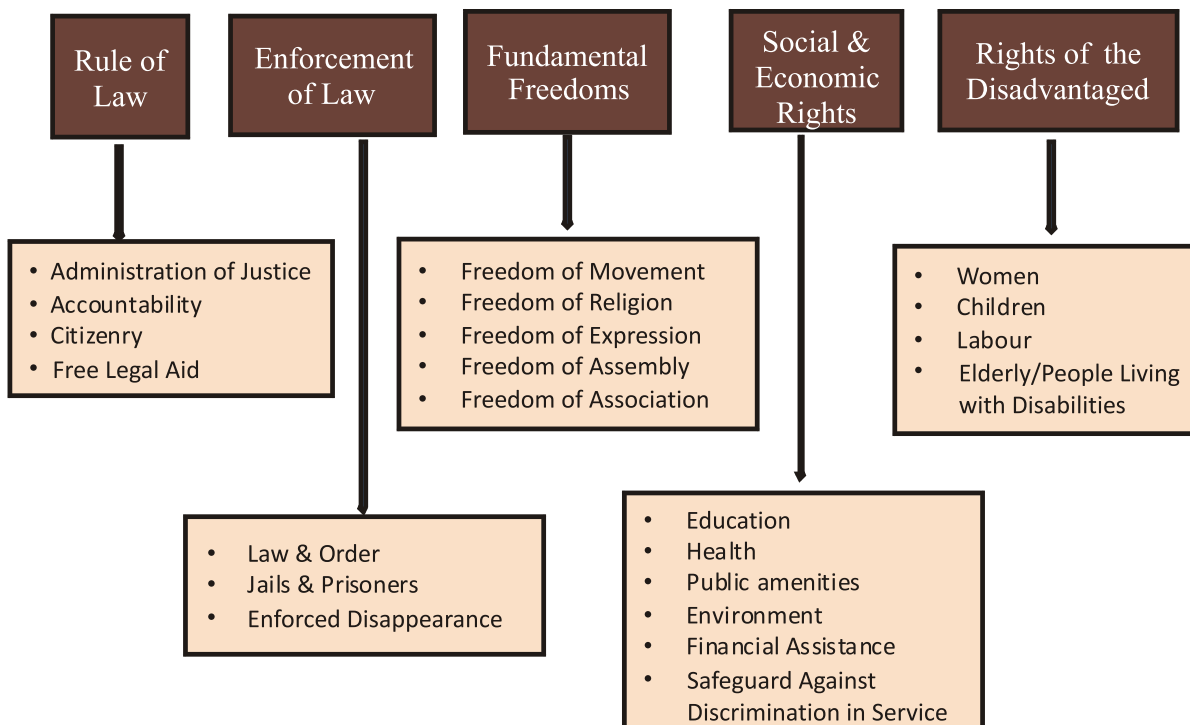 Rule of
Law
Enforcement
of Law
Fundamental
Freedoms
Social &
Economic
Rights
Rights of the
Disadvantaged
• Administration of Justice
• Accountability
• Citizenry
• Free Legal Aid
• Freedom of Movement
• Freedom of Religion
• Freedom of Expression
• Freedom of Assembly
• Freedom of Association
• Women
• Children
• Labour
• Elderly/People Living
with Disabilities
• Law & Order
• Jails & Prisoners
• Enforced Disappearance
• Education
• Health
• Public amenities
• Environment
• Financial Assistance
• Safeguard Against
Discrimination in Service